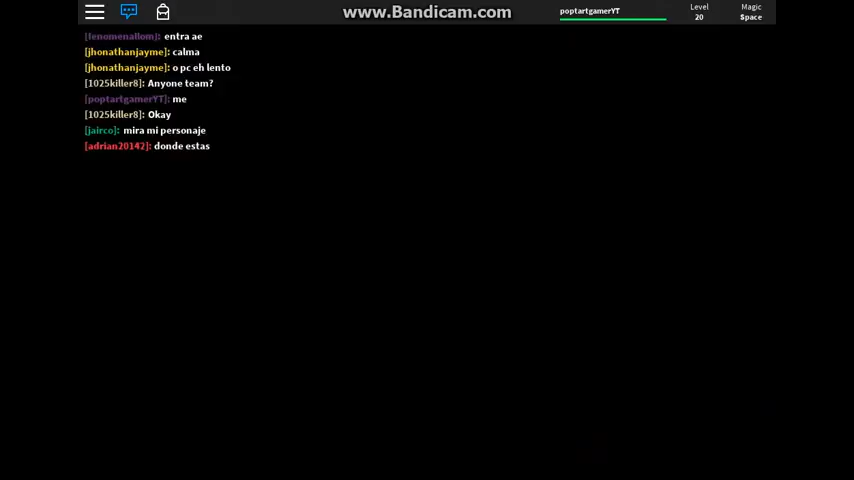 www.Bandicam.com
poptartgamerYT
Level
20
Magic
Space
[fenomenallom]: entra ae
[jhonathanjayme]: calma
[jhonathanjayme]: o pc eh lento
[1025killer8]: Anyone team?
[poptartgamerYT]: me
[1025killer8]: Okay
[jairco]: mira mi personaje
[adrian20142]: donde estas